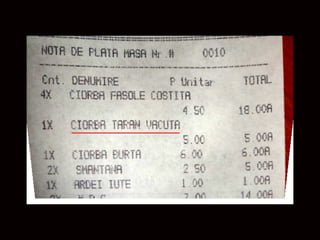 NOTA DE PLATA MASA Nr.# 0010
Cnt. DENUMIRE P Unitar TOTAL
4X CIORBA FASOLE COSTITA
4.50 18.00A
1X CIORBA TARAN VACUTA
5.00 5.00A
1X CIORBA BURTA 6.00 6.00A
2X SMANTANA 2.50 5.00A
1X ARDEI IUTE 1.00 1.00A
2.00 14.00A